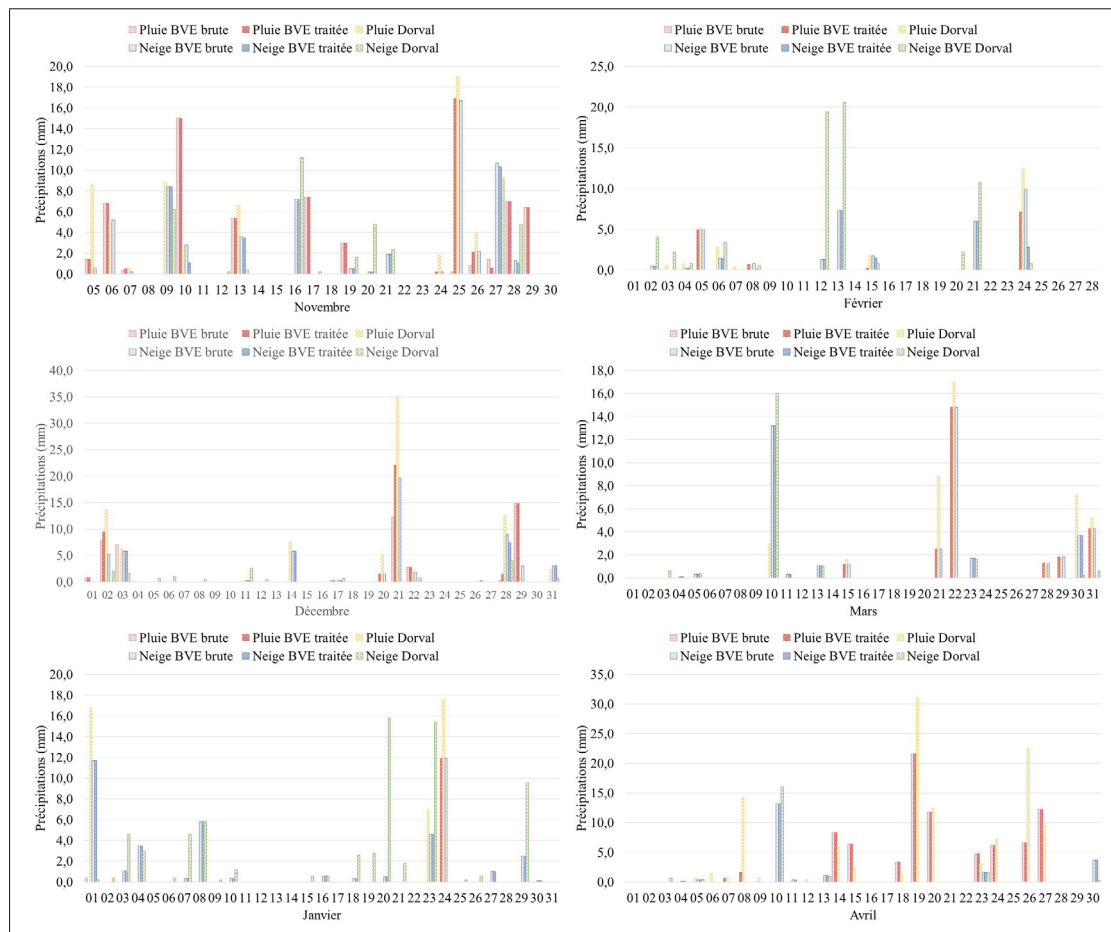 Pluie BVE brute Pluie BVE traitée Pluie Dorval
Neige BVE brute Neige BVE traitée Neige Dorval
20,0
18,0
16,0
14,0
12,0
10,0
8,0
6,0
4,0
2,0
0,0
Précipitations (mm)
05 06 07 08 09 10 11 12 13 14 15 16 17 18 19 20 21 22 23 24 25 26 27 28 29 30
Novembre
Pluie BVE brute Pluie BVE traitée Pluie Dorval
Neige BVE brute Neige BVE traitée Neige BVE Dorval
25,0
20,0
15,0
10,0
5,0
0,0
Précipitations (mm)
01 02 03 04 05 06 07 08 09 10 11 12 13 14 15 16 17 18 19 20 21 22 23 24 25 26 27 28
Février
Pluie BVE brute Pluie BVE traitée Pluie Dorval
Neige BVE brute Neige BVE traitée Neige Dorval
40,0
35,0
30,0
25,0
20,0
15,0
10,0
5,0
0,0
Précipitations (mm)
01 02 03 04 05 06 07 08 09 10 11 12 13 14 15 16 17 18 19 20 21 22 23 24 25 26 27 28 29 30 31
Décembre
Pluie BVE brute Pluie BVE traitée Pluie Dorval
Neige BVE brute Neige BVE traitée Neige Dorval
18,0
16,0
14,0
12,0
10,0
8,0
6,0
4,0
2,0
0,0
Précipitations (mm)
01 02 03 04 05 06 07 08 09 10 11 12 13 14 15 16 17 18 19 20 21 22 23 24 25 26 27 28 29 30 31
Mars
Pluie BVE brute Pluie BVE traitée Pluie Dorval
Neige BVE brute Neige BVE traitée Neige Dorval
20,0
18,0
16,0
14,0
12,0
10,0
8,0
6,0
4,0
2,0
0,0
Précipitations (mm)
01 02 03 04 05 06 07 08 09 10 11 12 13 14 15 16 17 18 19 20 21 22 23 24 25 26 27 28 29 30 31
Janvier
Pluie BVE brute Pluie BVE traitée Pluie Dorval
Neige BVE brute Neige BVE traitée Neige Dorval
35,0
30,0
25,0
20,0
15,0
10,0
5,0
0,0
Précipitations (mm)
01 02 03 04 05 06 07 08 09 10 11 12 13 14 15 16 17 18 19 20 21 22 23 24 25 26 27 28 29 30 31
Avril